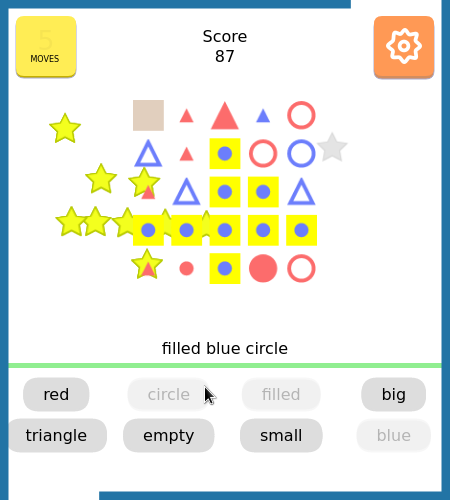 Score
5
87
MOVES
filled blue circle
red circle filled big
triangle empty small blue